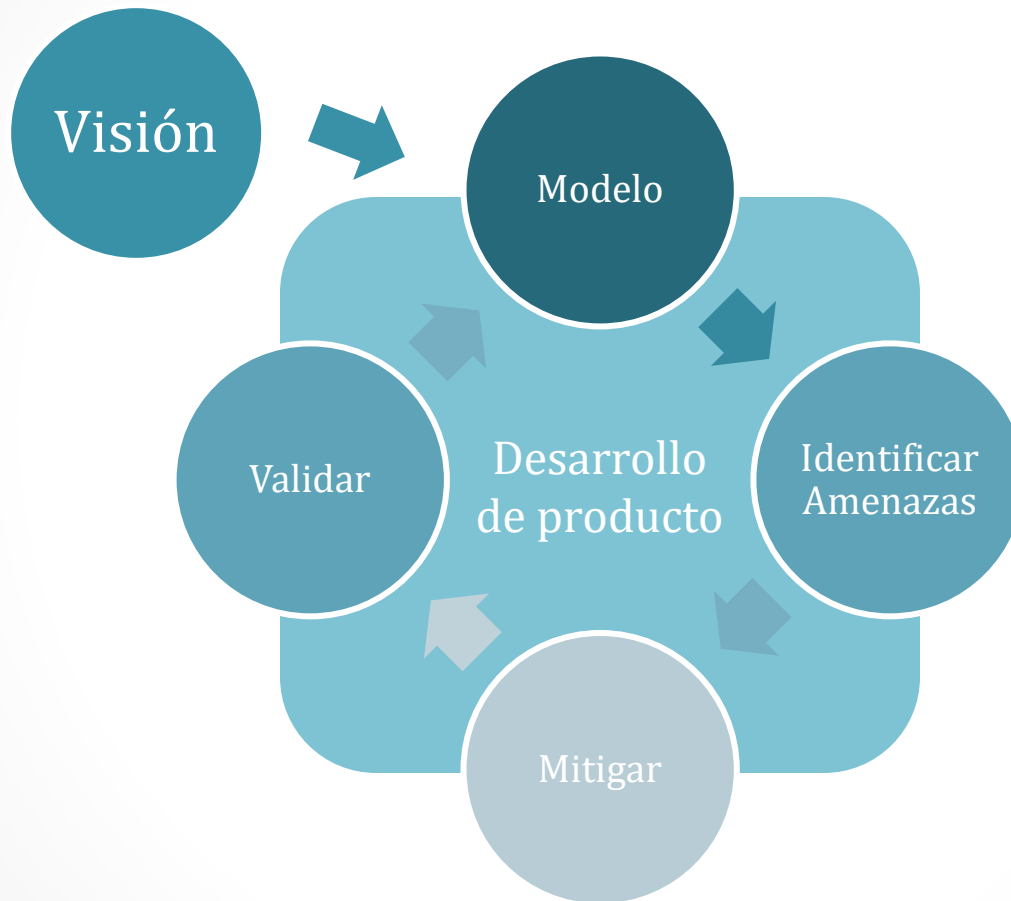 Visión
Modelo
Identificar
Amenazas
Desarrollo
de producto
Validar
Mitigar